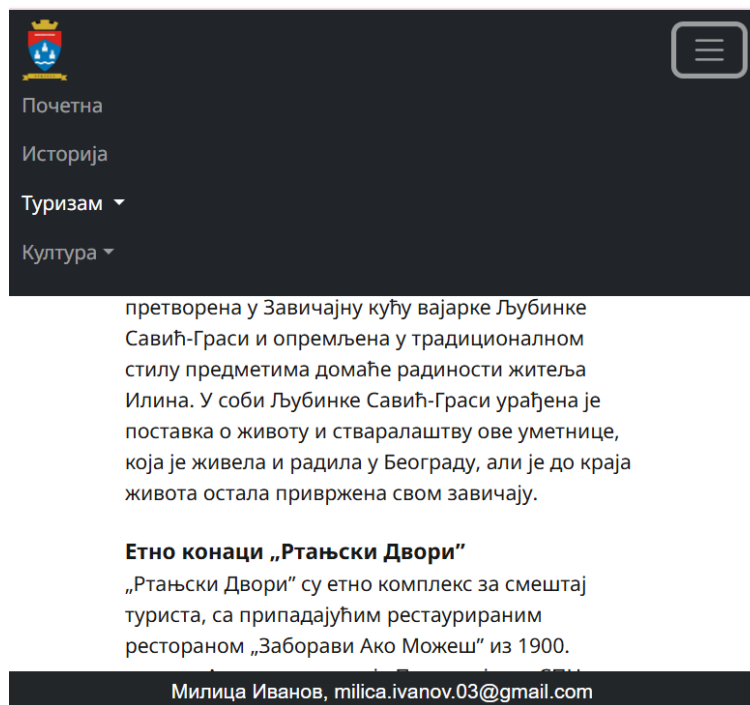 Почетна
Историја
Туризам
Култура
претворена у Завичајну кућу вајарке Љубинке
Савић-Граси и опремљена у традиционалном
стилу предметима домаће радиности житеља
Илина. У соби Љубинке Савић-Граси урађена је
поставка о животу и стваралаштву ове уметнице,
која је живела и радила у Београду, али је до краја
живота остала привржена свом завичају.
Етно конаци „Ртањски Двори”
„Ртањски Двори” су етно комплекс за смештај
туриста, са припадајућим рестаурираним
рестораном „Заборави Ако Можеш” из 1900.
Милица Иванов, milica.ivanov.03@gmail.com